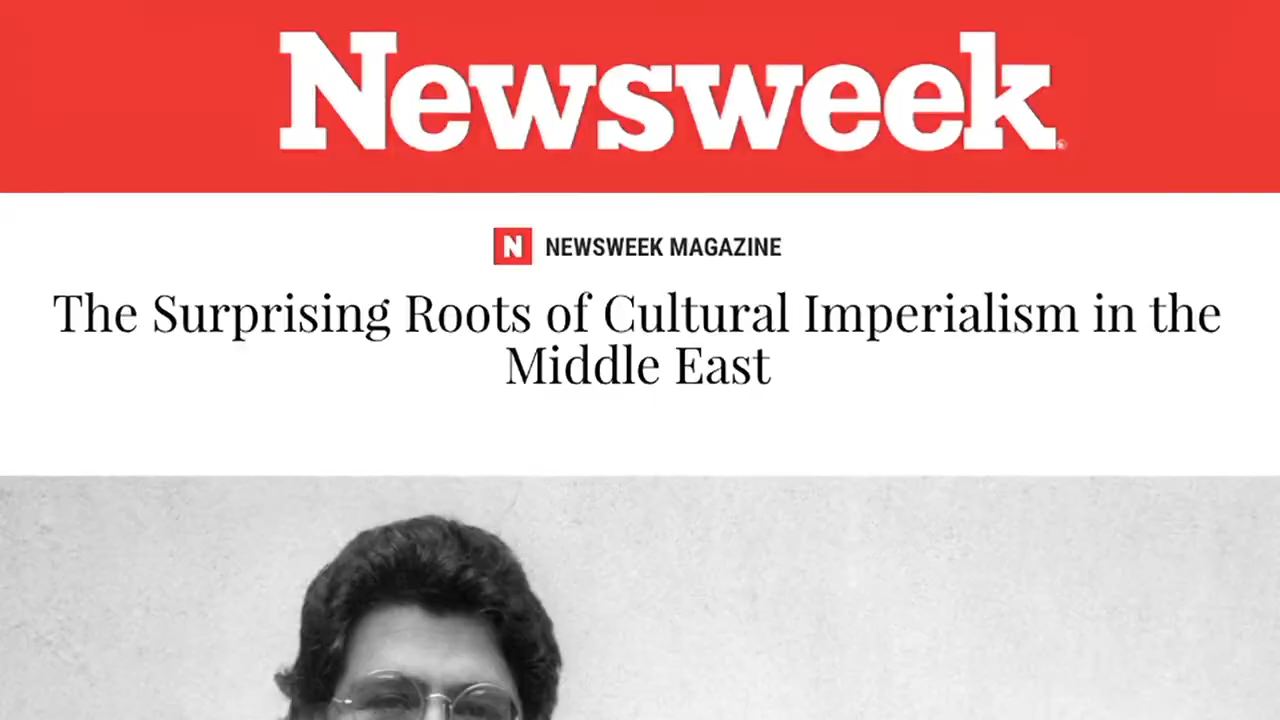 Newsweek
N NEWSWEEK MAGAZINE
The Surprising Roots of Cultural Imperialism in the
Middle East